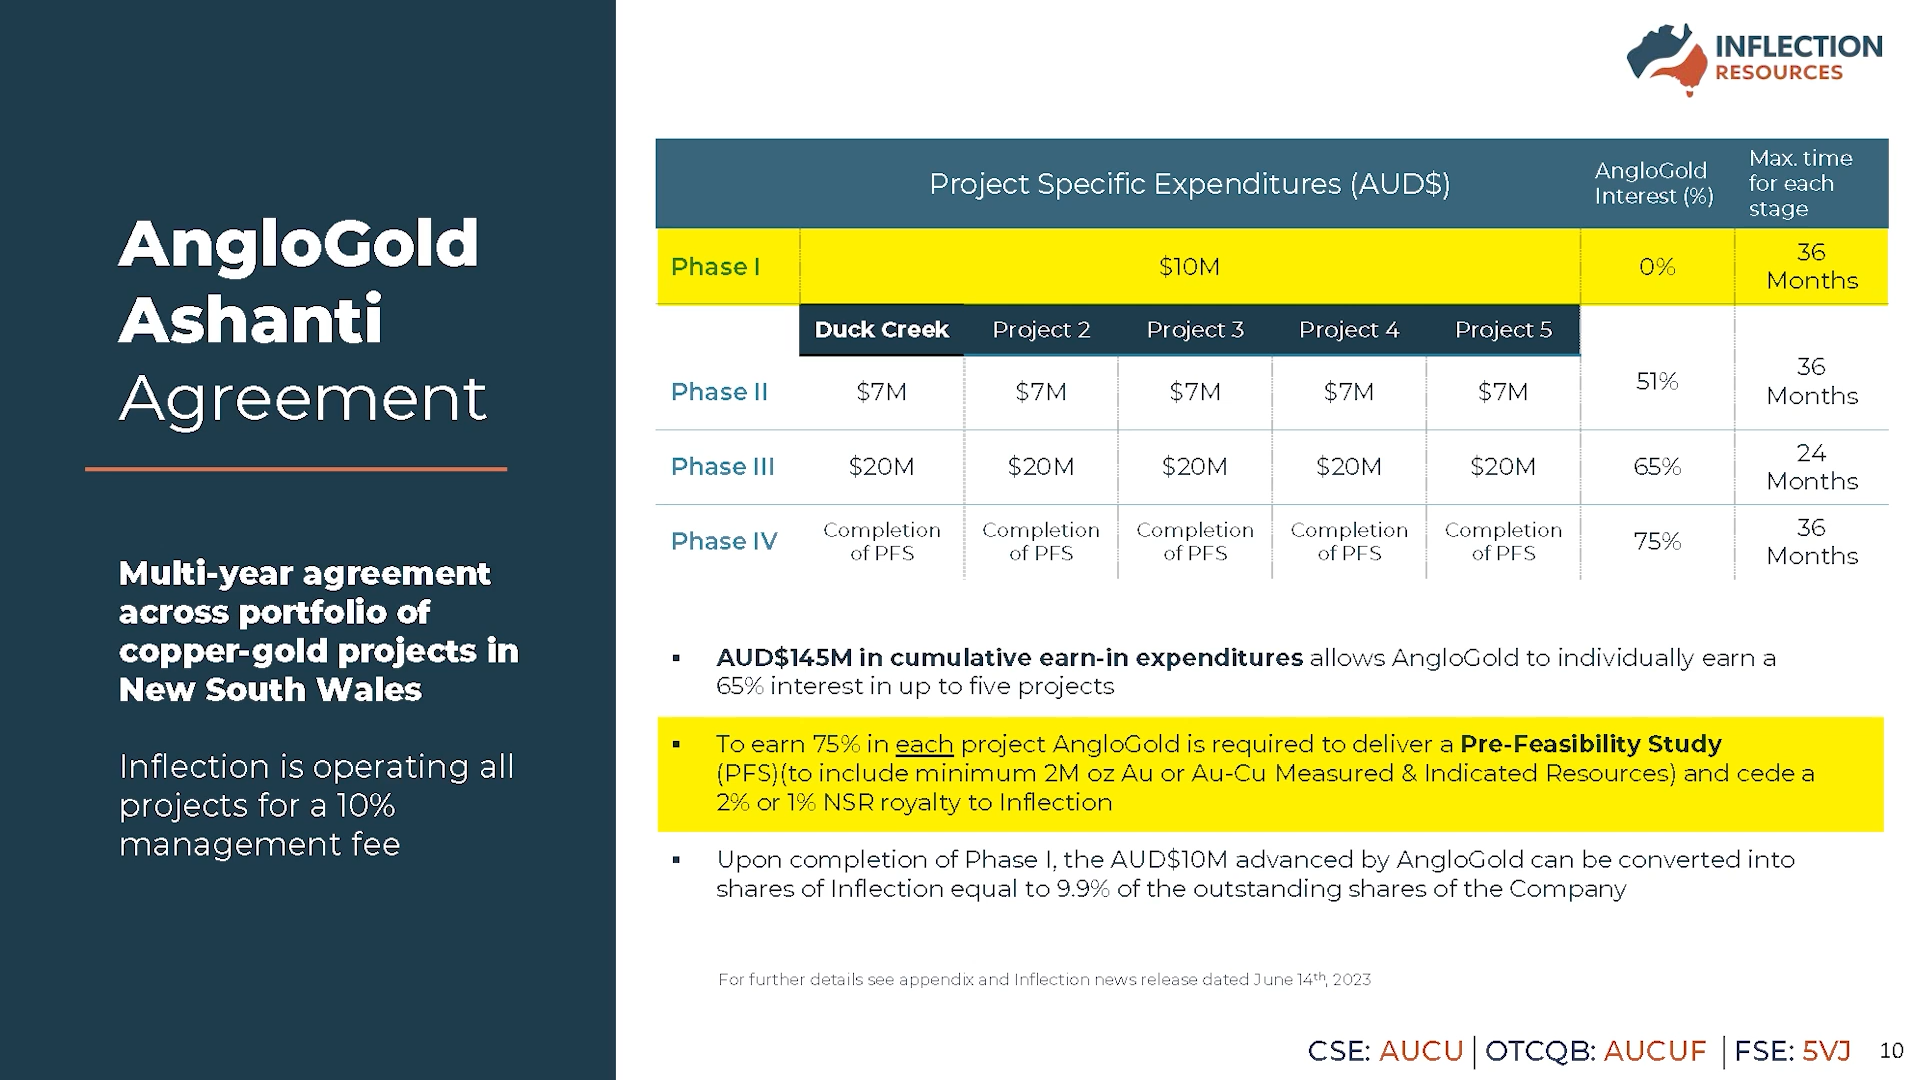 INFLECTION
RESOURCES
AngloGold
Ashanti
Agreement
Multi-year agreement
across portfolio of
copper-gold projects in
New South Wales
Inflection is operating all
projects for a 10%
management fee
Project Specific Expenditures (AUD$)
AngloGold
Interest (%)
Max. time
for each
stage
Phase I
$10M
0%
36
Months
Duck Creek
Project 2
Project 3
Project 4
Project 5
Phase II
$7M
$7M
$7M
$7M
$7M
51%
36
Months
Phase III
$20M
$20M
$20M
$20M
$20M
65%
24
Months
Phase IV
Completion
of PFS
Completion
of PFS
Completion
of PFS
Completion
of PFS
Completion
of PFS
75%
36
Months
▪ AUD$145M in cumulative earn-in expenditures allows AngloGold to individually earn a
65% interest in up to five projects
▪ To earn 75% in each project AngloGold is required to deliver a Pre-Feasibility Study
(PFS)(to include minimum 2M oz Au or Au-Cu Measured & Indicated Resources) and cede a
2% or 1% NSR royalty to Inflection
▪ Upon completion of Phase I, the AUD$10M advanced by AngloGold can be converted into
shares of Inflection equal to 9.9% of the outstanding shares of the Company
For further details see appendix and Inflection news release dated June 14th, 2023
CSE: AUCU | OTCQB: AUCUF | FSE: 5VJ 10